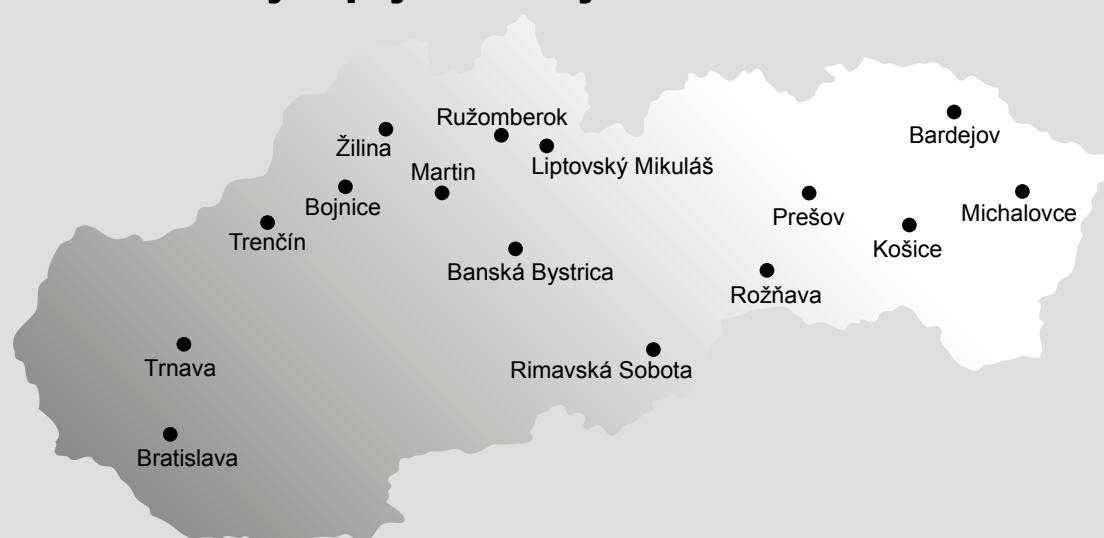 Ružomberok
Bardejov
Žilina
Liptovský Mikuláš
Martin
Bojnice
Prešov
Michalovce
Trenčín
Košice
Banská Bystrica
Rožňava
Trnava
Rimavská Sobota
Bratislava